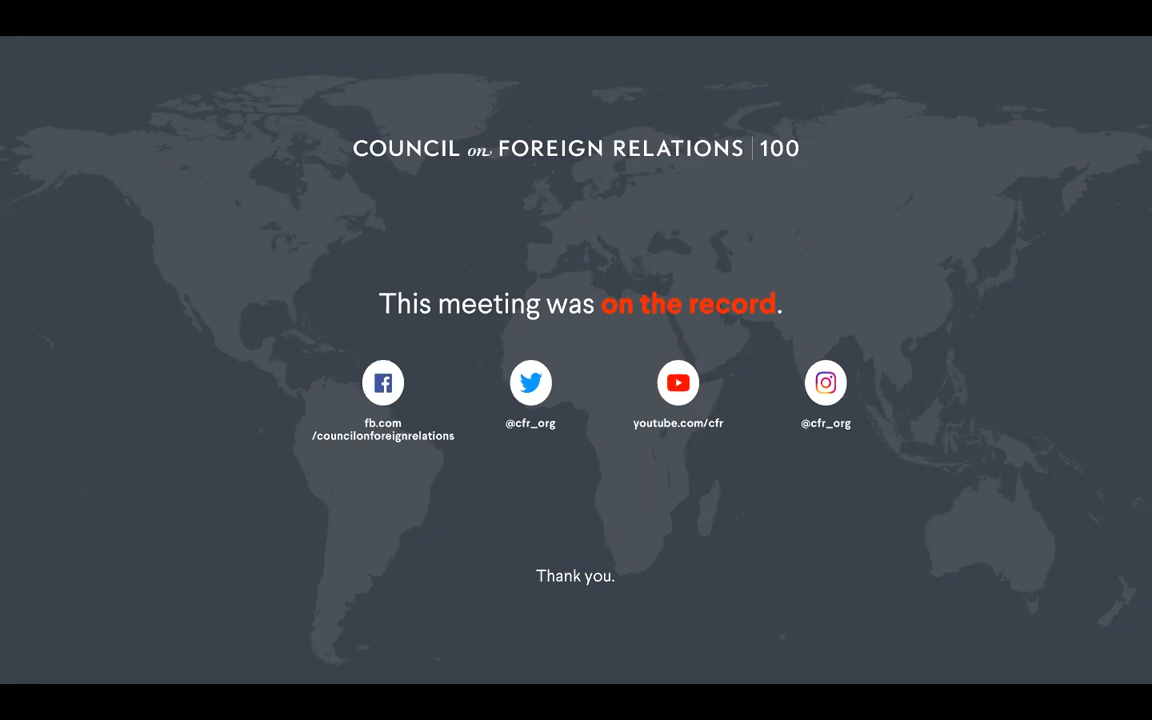 COUNCIL on FOREIGN RELATIONS | 100
This meeting was on the record.
fb.com
/councilonforeignrelations
@cfr_org
youtube.com/cfr
@cfr_org
Thank you.